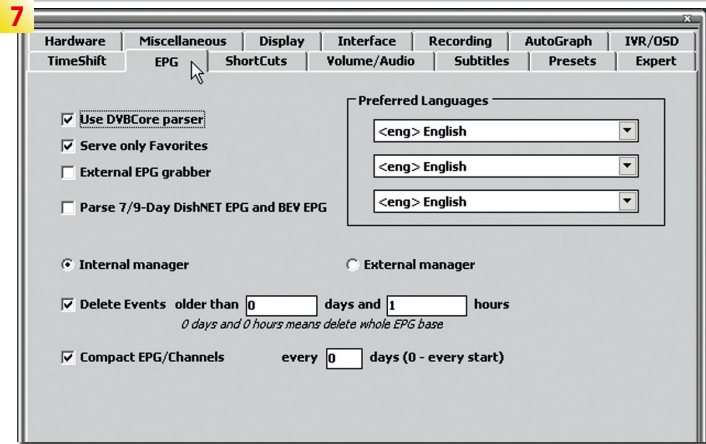 7
x
Hardware Miscellaneous Display Interface Recording AutoGraph IVR/OSD
TimeShift EPG ShortCuts Volume/Audio Subtitles Presets Expert
Preferred Languages
Use DVBCore parser
<eng> English
Serve only Favorites
<eng> English
External EPG grabber
<eng> English
Parse 7/9-Day DishNET EPG and BEV EPG
Internal manager External manager
Delete Events older than 0 days and 1 hours
0 days and 0 hours means delete whole EPG base
Compact EPG/Channels every 0 days (0 - every start)